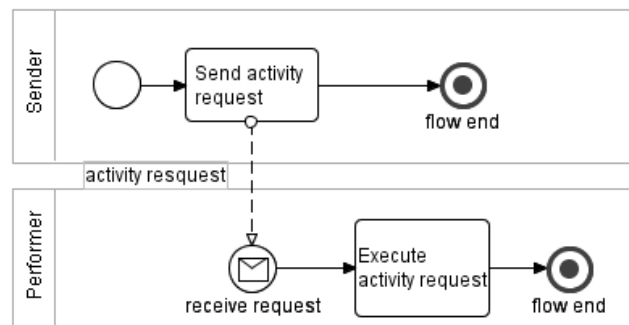 Sender
Send activity
request
flow end
activity resquest
Performer
receive request
Execute
activity request
flow end